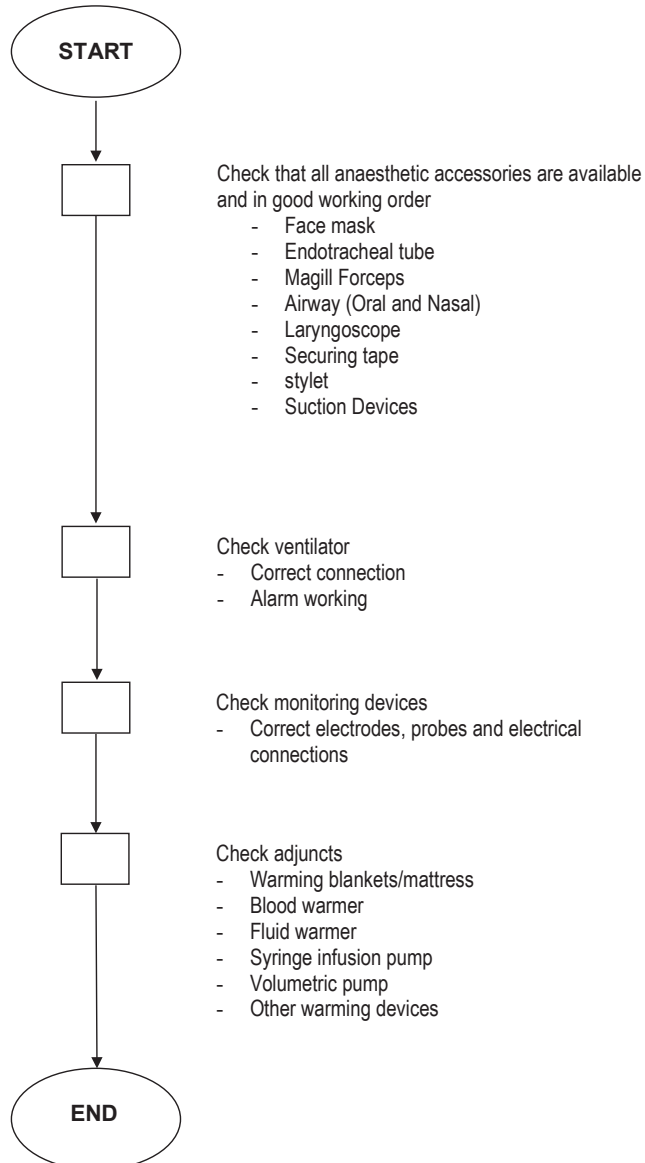 START
Check that all anaesthetic accessories are available
and in good working order
- Face mask
- Endotracheal tube
- Magill Forceps
- Airway (Oral and Nasal)
- Laryngoscope
- Securing tape
- stylet
- Suction Devices
Check ventilator
- Correct connection
- Alarm working
Check monitoring devices
- Correct electrodes, probes and electrical
connections
Check adjuncts
- Warming blankets/mattress
- Blood warmer
- Fluid warmer
- Syringe infusion pump
- Volumetric pump
- Other warming devices
END